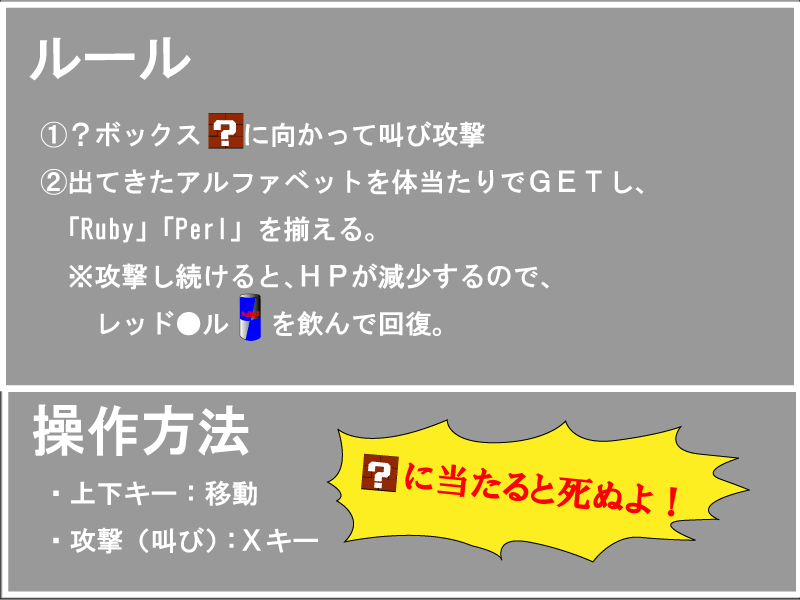 ルール
①？ボックス?に向かって叫び攻撃
②出てきたアルファベットを体当たりでＧＥＴし、
「Ruby」「Perl」を揃える。
※攻撃し続けると、ＨＰが減少するので、
レッド●ルを飲んで回復。
操作方法
・上下キー：移動
・攻撃（叫び）：Ｘキー
?に当たると死ぬよ！